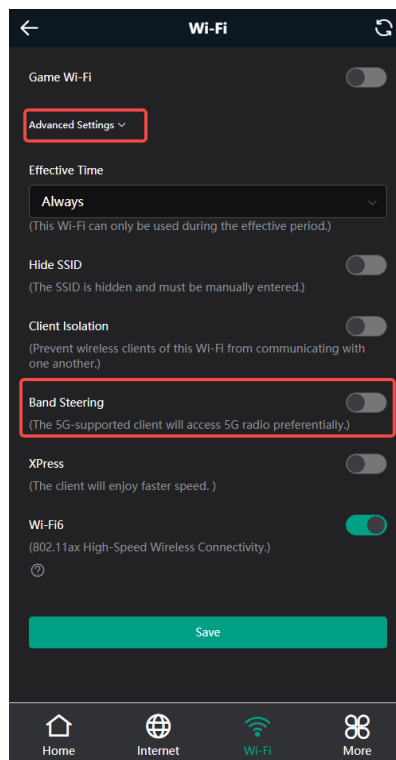 Wi-Fi
Game Wi-Fi
Advanced Settings
Effective Time
Always
(This Wi-Fi can only be used during the effective period.)
Hide SSID
(The SSID is hidden and must be manually entered.)
Client Isolation
(Prevent wireless clients of this Wi-Fi from communicating with
one another.)
Band Steering
(The 5G-supported client will access 5G radio preferentially.)
XPress
(The client will enjoy faster speed. )
Wi-Fi6
(802.11ax High-Speed Wireless Connectivity.)
?
Save
Home Internet Wi-Fi More